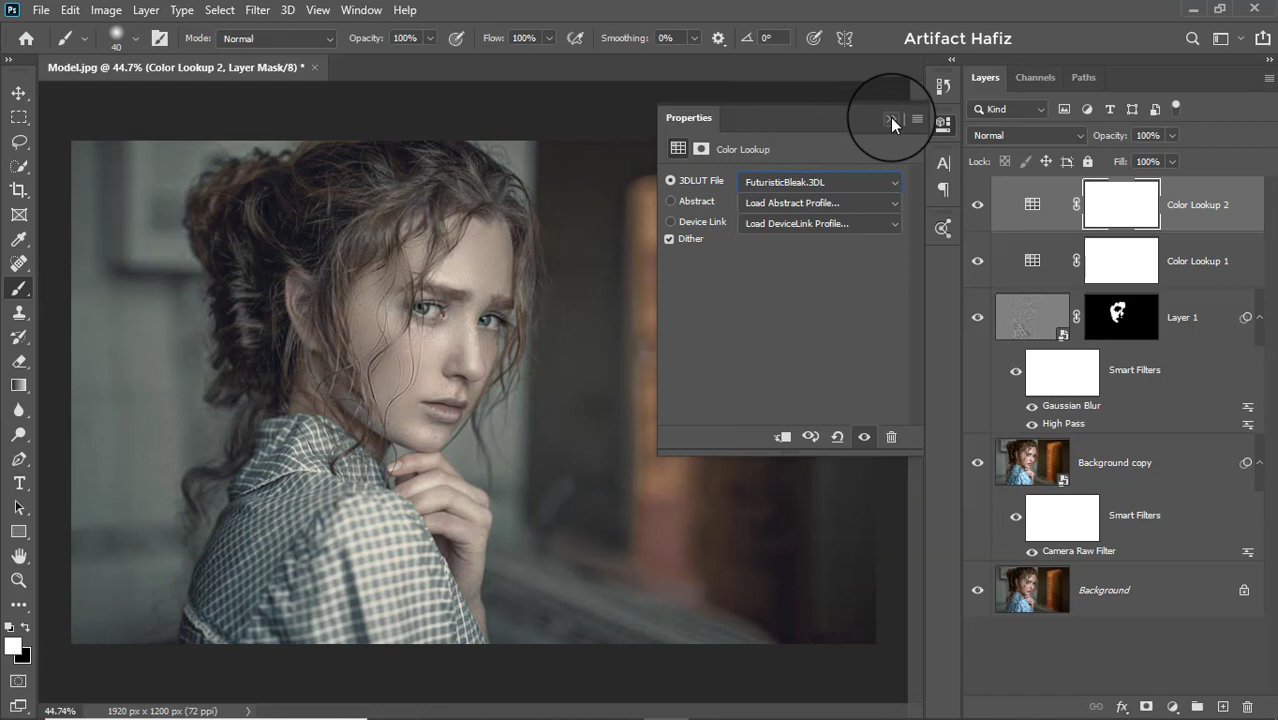 Ps File Edit Image Layer Type Select Filter 3D View Window Help
40 Mode: Normal Opacity: 100% Flow: 100% Smoothing: 0% 0° Artifact Hafiz
Model.jpg @ 44.7% (Color Lookup 2, Layer Mask/8) *
Properties
Color Lookup
3DLUT File FuturisticBleak.3DL
Abstract Load Abstract Profile...
Device Link Load DeviceLink Profile...
Dither
Layers Channels Paths
Kind
Normal Opacity: 100%
Lock: Fill: 100%
Color Lookup 2
Color Lookup 1
Layer 1
Smart Filters
Gaussian Blur
High Pass
Background copy
Smart Filters
Camera Raw Filter
Background
44.74% 1920 px x 1200 px (72 ppi)